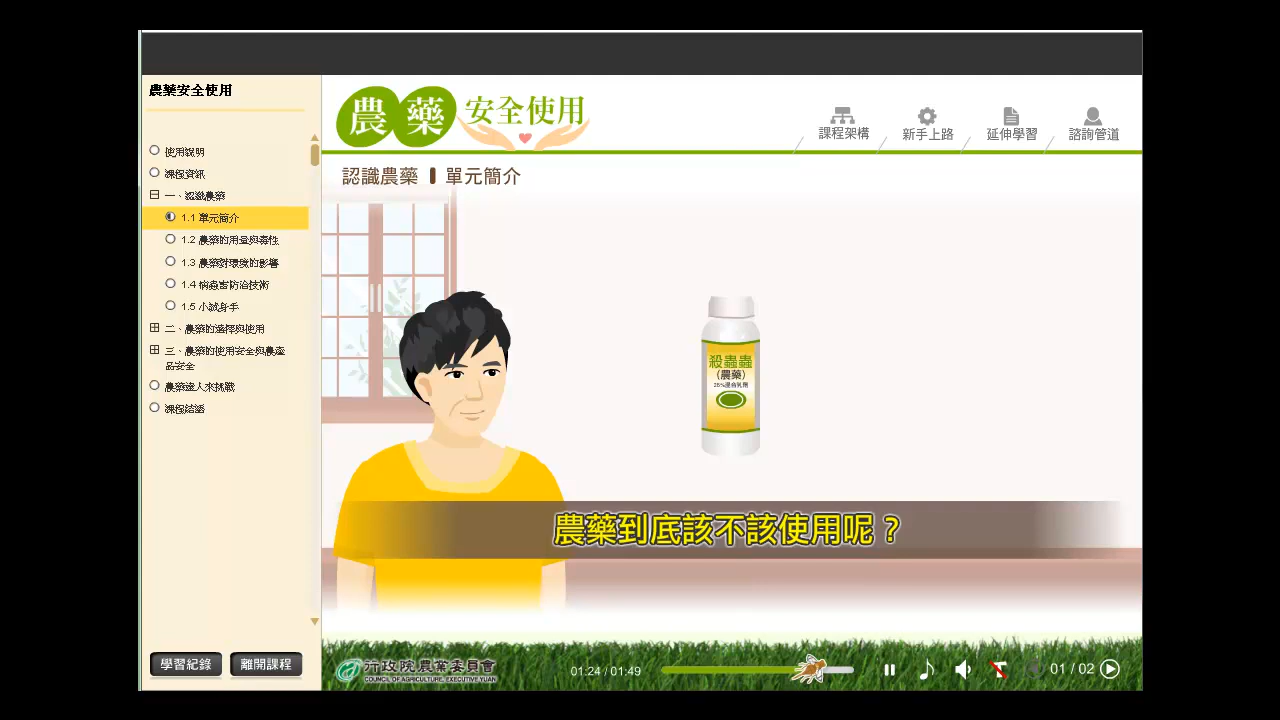 農藥安全使用
使用說明
課程資訊
一、認識農藥
1.1 單元簡介
1.2 農藥的用量與毒性
1.3 農藥對環境的影響
1.4 病蟲害防治技術
1.5 小試身手
二、農藥的選擇與使用
三、農藥的使用安全與農產
品安全
農藥達人來挑戰
課程結語
學習紀錄
離開課程
農藥 安全使用
課程架構
新手上路
延伸學習
諮詢管道
認識農藥 單元簡介
殺蟲蟲
(農藥)
農藥到底該不該使用呢？
行政院農業委員會
COUNCIL OF AGRICULTURE, EXECUTIVE YUAN
01:24 / 01:49
01 / 02